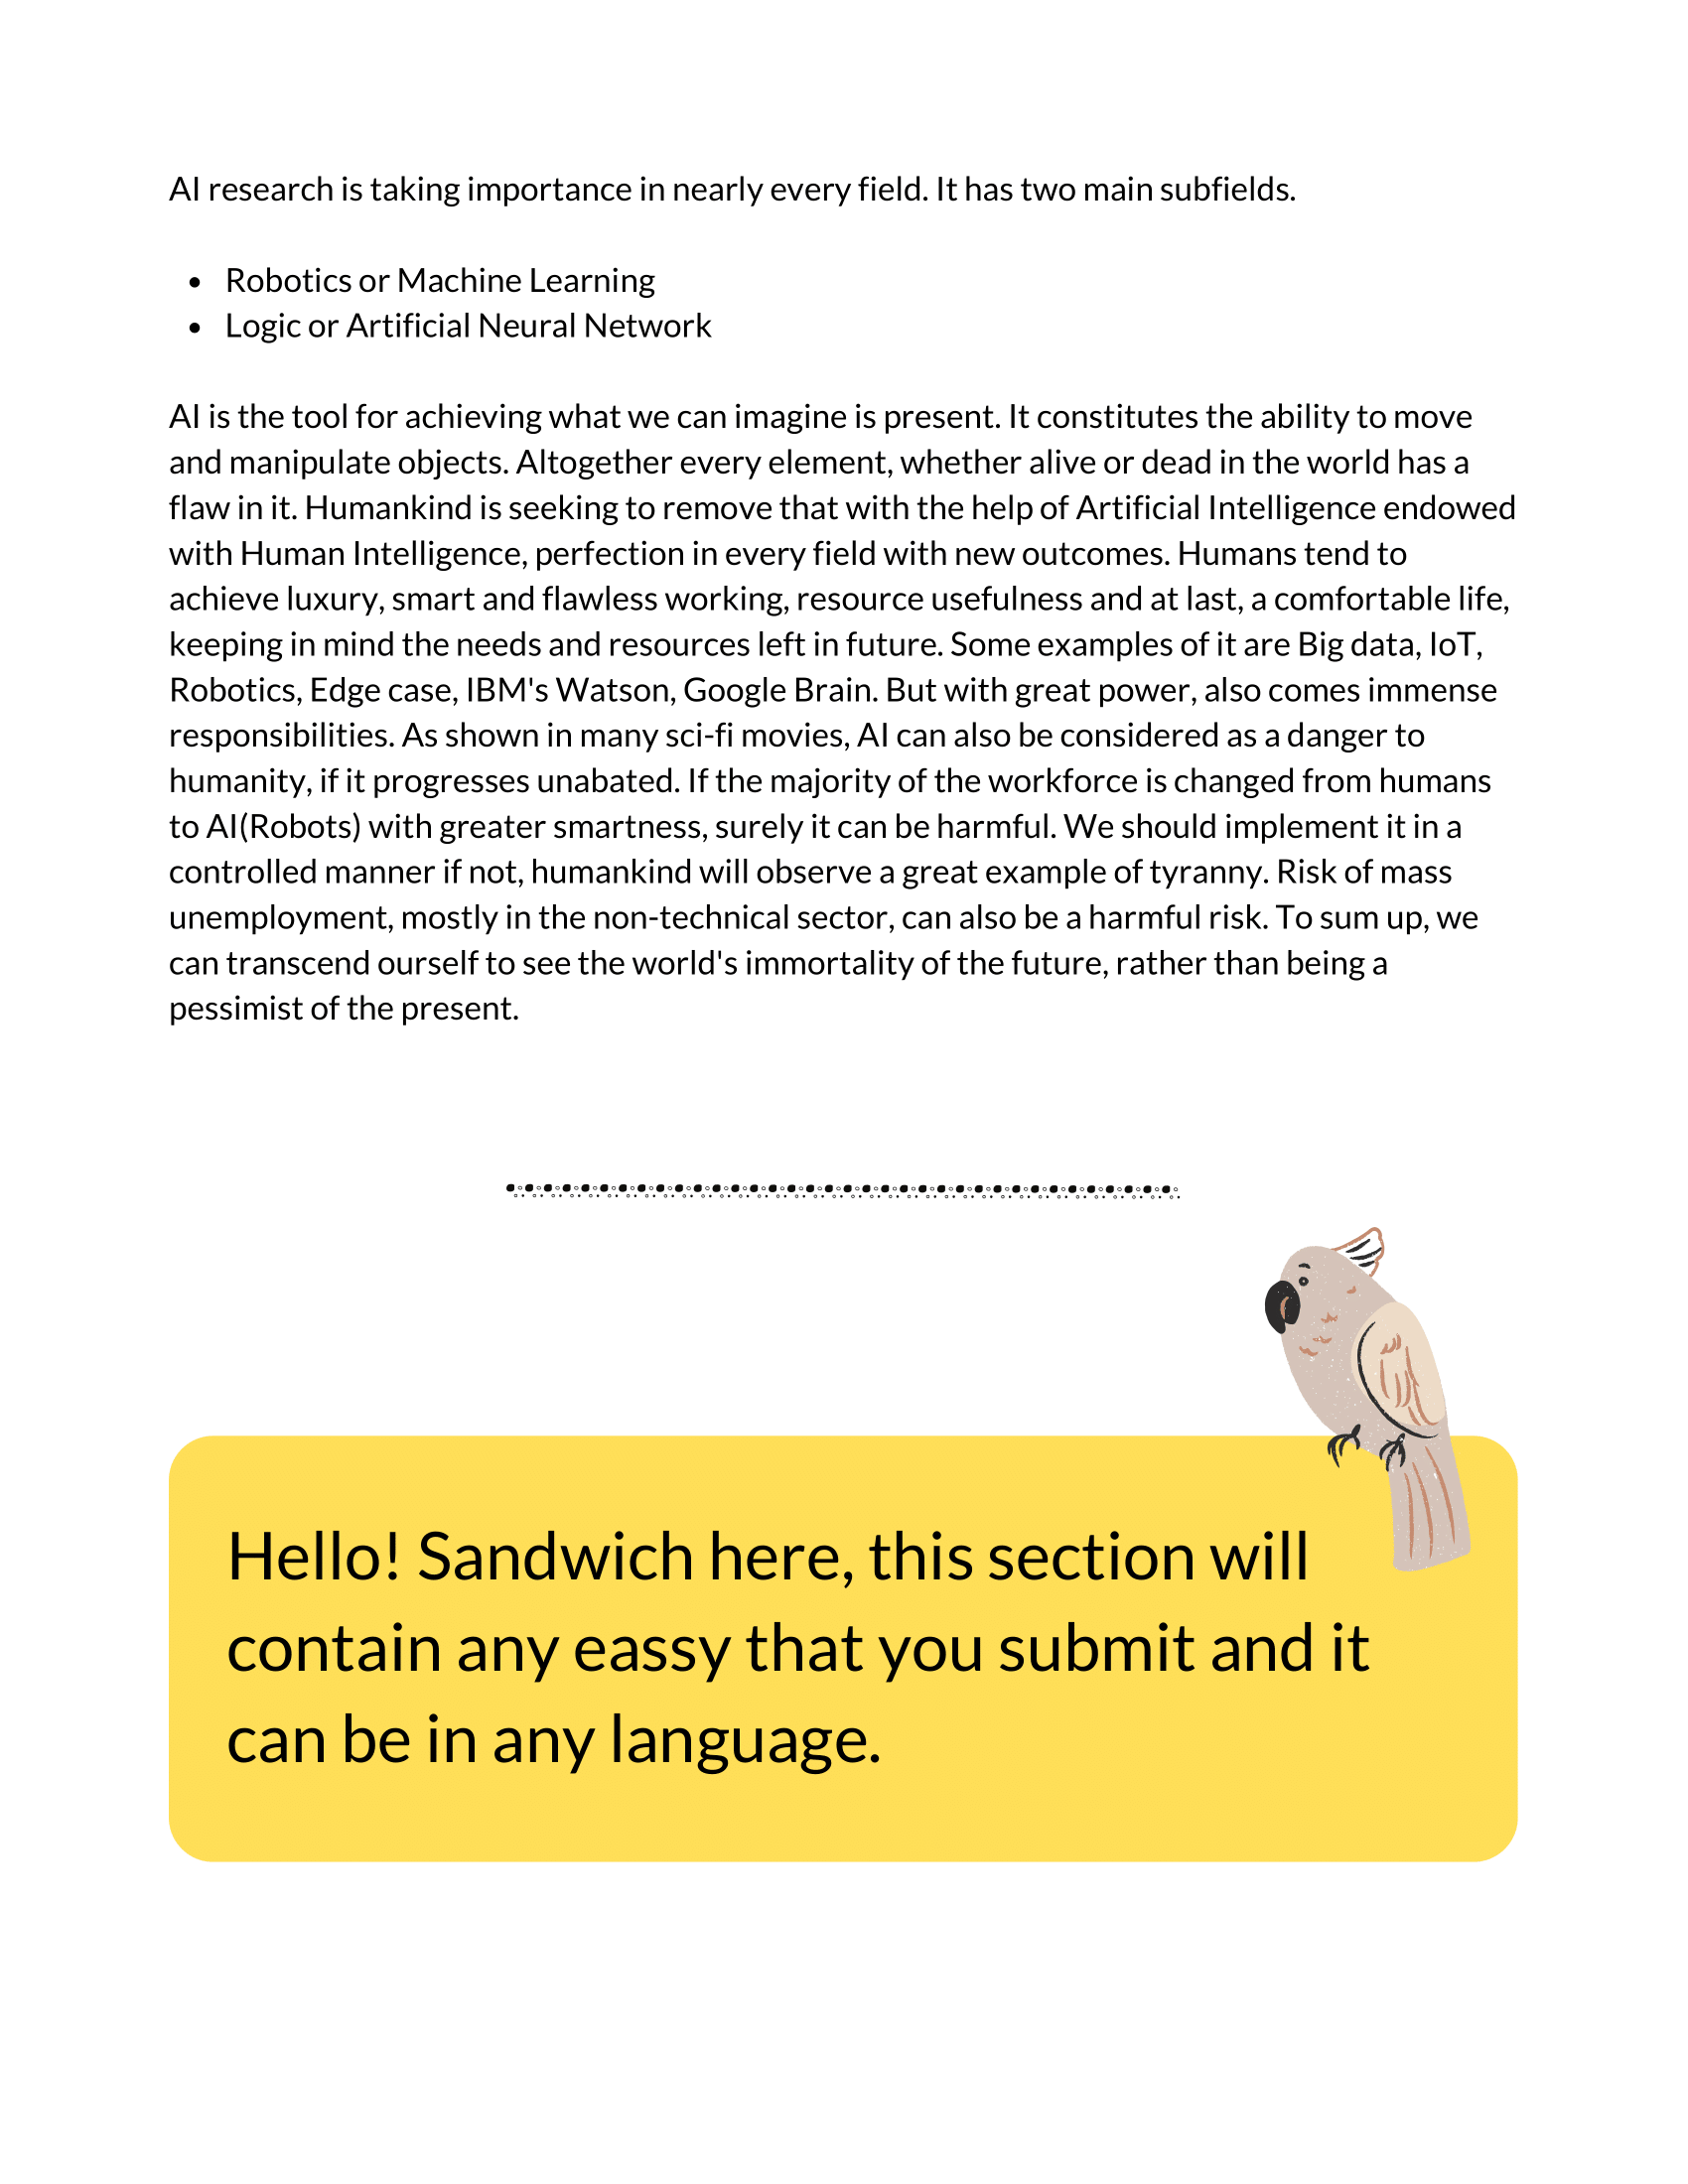 AI research is taking importance in nearly every field. It has two main subfields.
• Robotics or Machine Learning
• Logic or Artificial Neural Network
AI is the tool for achieving what we can imagine is present. It constitutes the ability to move
and manipulate objects. Altogether every element, whether alive or dead in the world has a
flaw in it. Humankind is seeking to remove that with the help of Artificial Intelligence endowed
with Human Intelligence, perfection in every field with new outcomes. Humans tend to
achieve luxury, smart and flawless working, resource usefulness and at last, a comfortable life,
keeping in mind the needs and resources left in future. Some examples of it are Big data, IoT,
Robotics, Edge case, IBM's Watson, Google Brain. But with great power, also comes immense
responsibilities. As shown in many sci-fi movies, AI can also be considered as a danger to
humanity, if it progresses unabated. If the majority of the workforce is changed from humans
to AI(Robots) with greater smartness, surely it can be harmful. We should implement it in a
controlled manner if not, humankind will observe a great example of tyranny. Risk of mass
unemployment, mostly in the non-technical sector, can also be a harmful risk. To sum up, we
can transcend ourself to see the world's immortality of the future, rather than being a
pessimist of the present.
Hello! Sandwich here, this section will
contain any eassy that you submit and it
can be in any language.